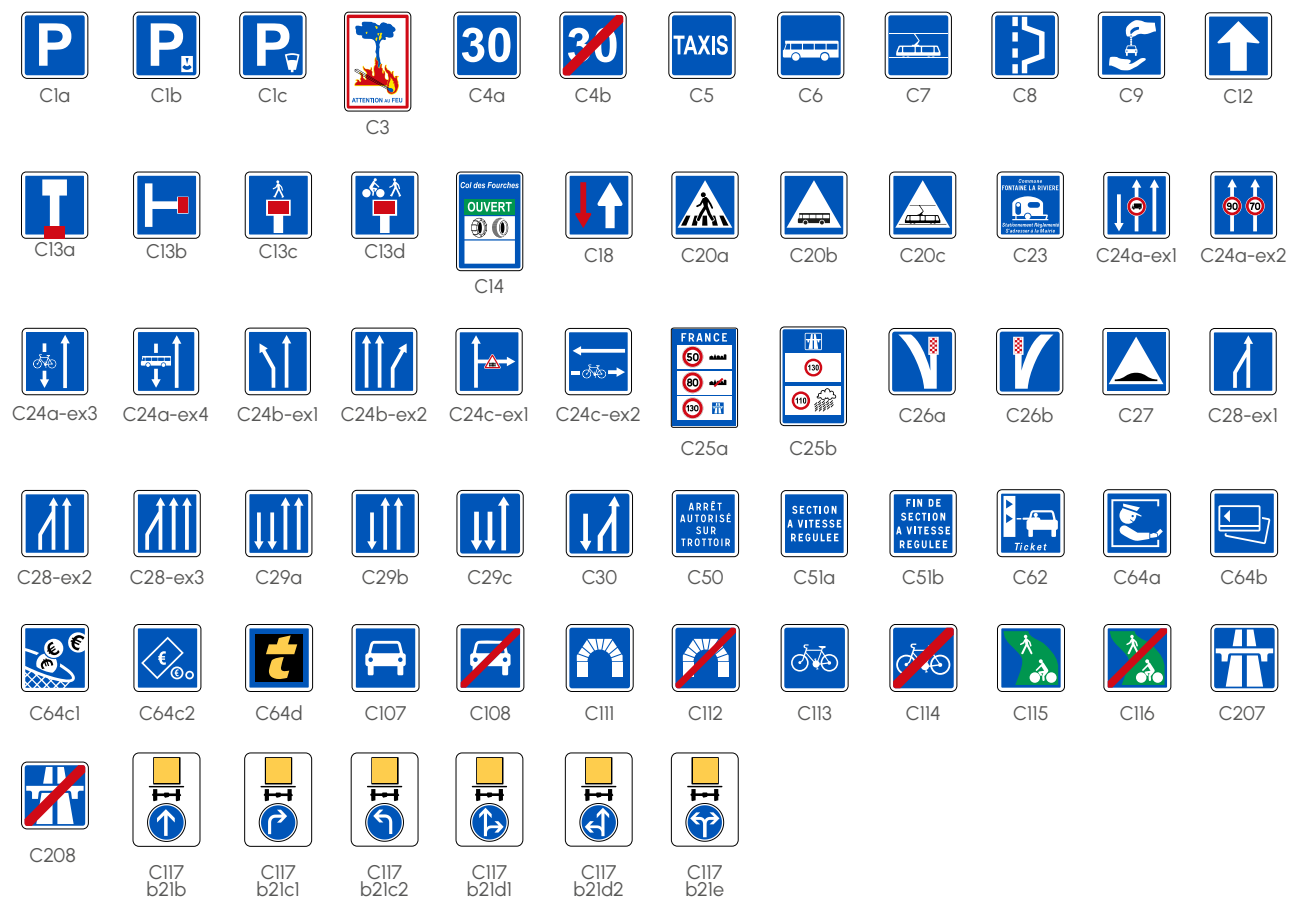 P
P
P
ATTENTION AU FEU
30
30
TAXIS
C1a
C1b
C1c
C3
C4a
C4b
C5
C6
C7
C8
C9
C12
Col des Fourches
OUVERT
Commune
FONTAINE LA RIVIERE
Stationnement Réglementé
S'adresser à la Mairie
90
70
C13a
C13b
C13c
C13d
C14
C18
C20a
C20b
C20c
C23
C24a-ex1
C24a-ex2
FRANCE
50
80
130
130
110
C24a-ex3
C24a-ex4
C24b-ex1
C24b-ex2
C24c-ex1
C24c-ex2
C25a
C25b
C26a
C26b
C27
C28-ex1
ARRÊT
AUTORISÉ
SUR
TROTTOIR
SECTION
A VITESSE
REGULEE
FIN DE
SECTION
A VITESSE
REGULEE
Ticket
C28-ex2
C28-ex3
C29a
C29b
C29c
C30
C50
C51a
C51b
C62
C64a
C64b
€
€
€
€
€
t
C64c1
C64c2
C64d
C107
C108
C111
C112
C113
C114
C115
C116
C207
C208
C117
b21b
C117
b21c1
C117
b21c2
C117
b21d1
C117
b21d2
C117
b21e